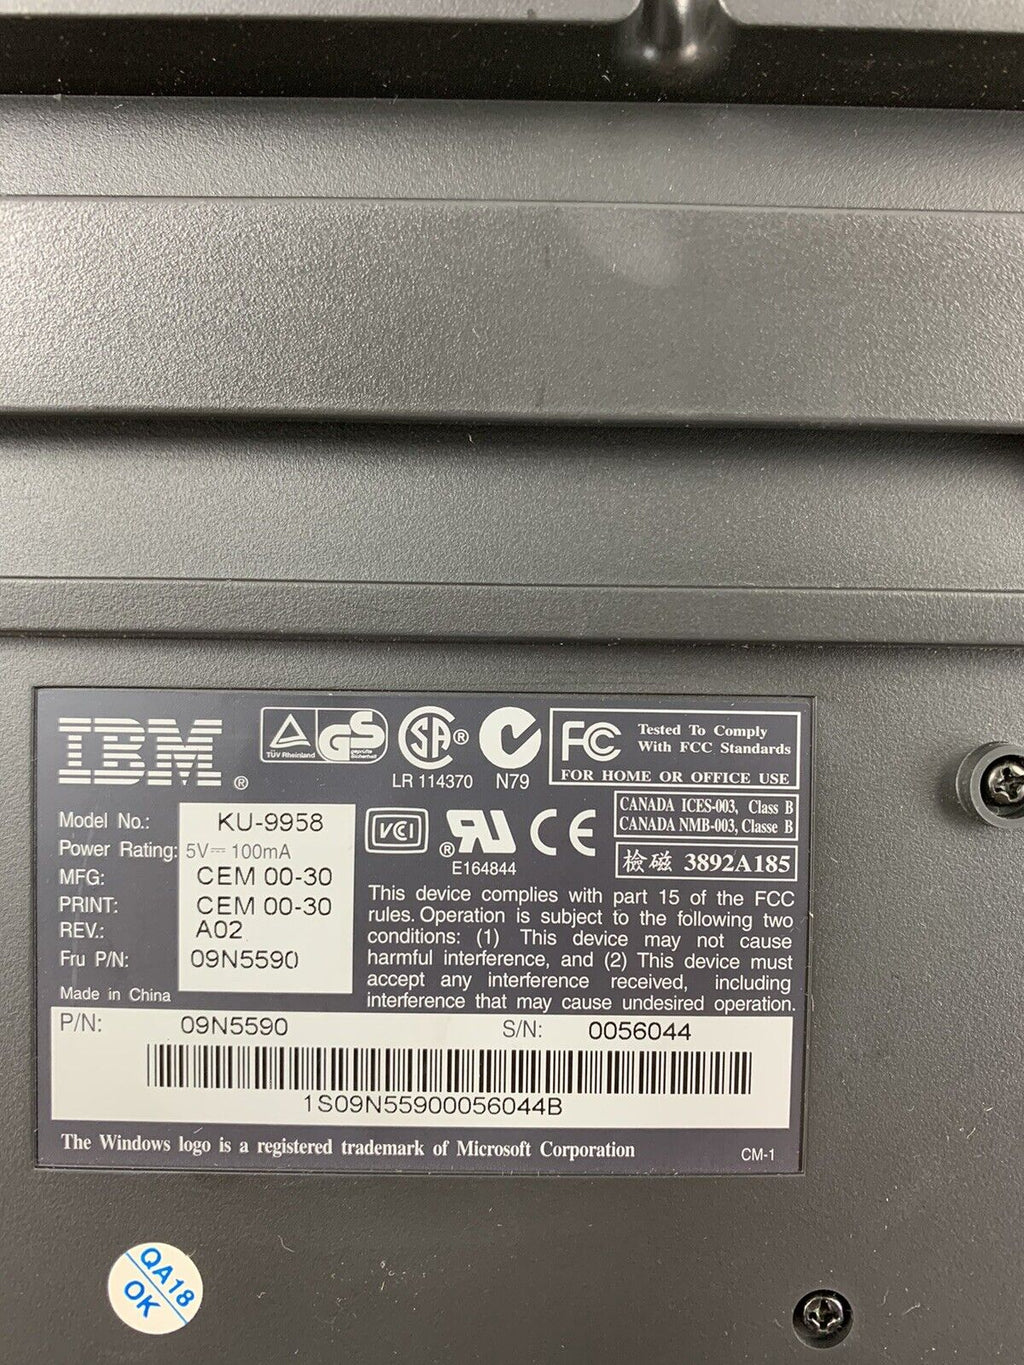 IBM ®
TÜV Rheinland
GS geprüfte Sicherheit
SA ®
LR 114370
N79
FC Tested To Comply
With FCC Standards
FOR HOME OR OFFICE USE
Model No.: KU-9958
Power Rating: 5V⎓ 100mA
MFG: CEM 00-30
PRINT: CEM 00-30
REV.: A02
Fru P/N: 09N5590
Made in China
VCI
® UR CE
E164844
CANADA ICES-003, Class B
CANADA NMB-003, Classe B
檢磁 3892A185
This device complies with part 15 of the FCC
rules. Operation is subject to the following two
conditions: (1) This device may not cause
harmful interference, and (2) This device must
accept any interference received, including
interference that may cause undesired operation.
P/N: 09N5590 S/N: 0056044
1S09N55900056044B
The Windows logo is a registered trademark of Microsoft Corporation
CM-1
QA18
OK